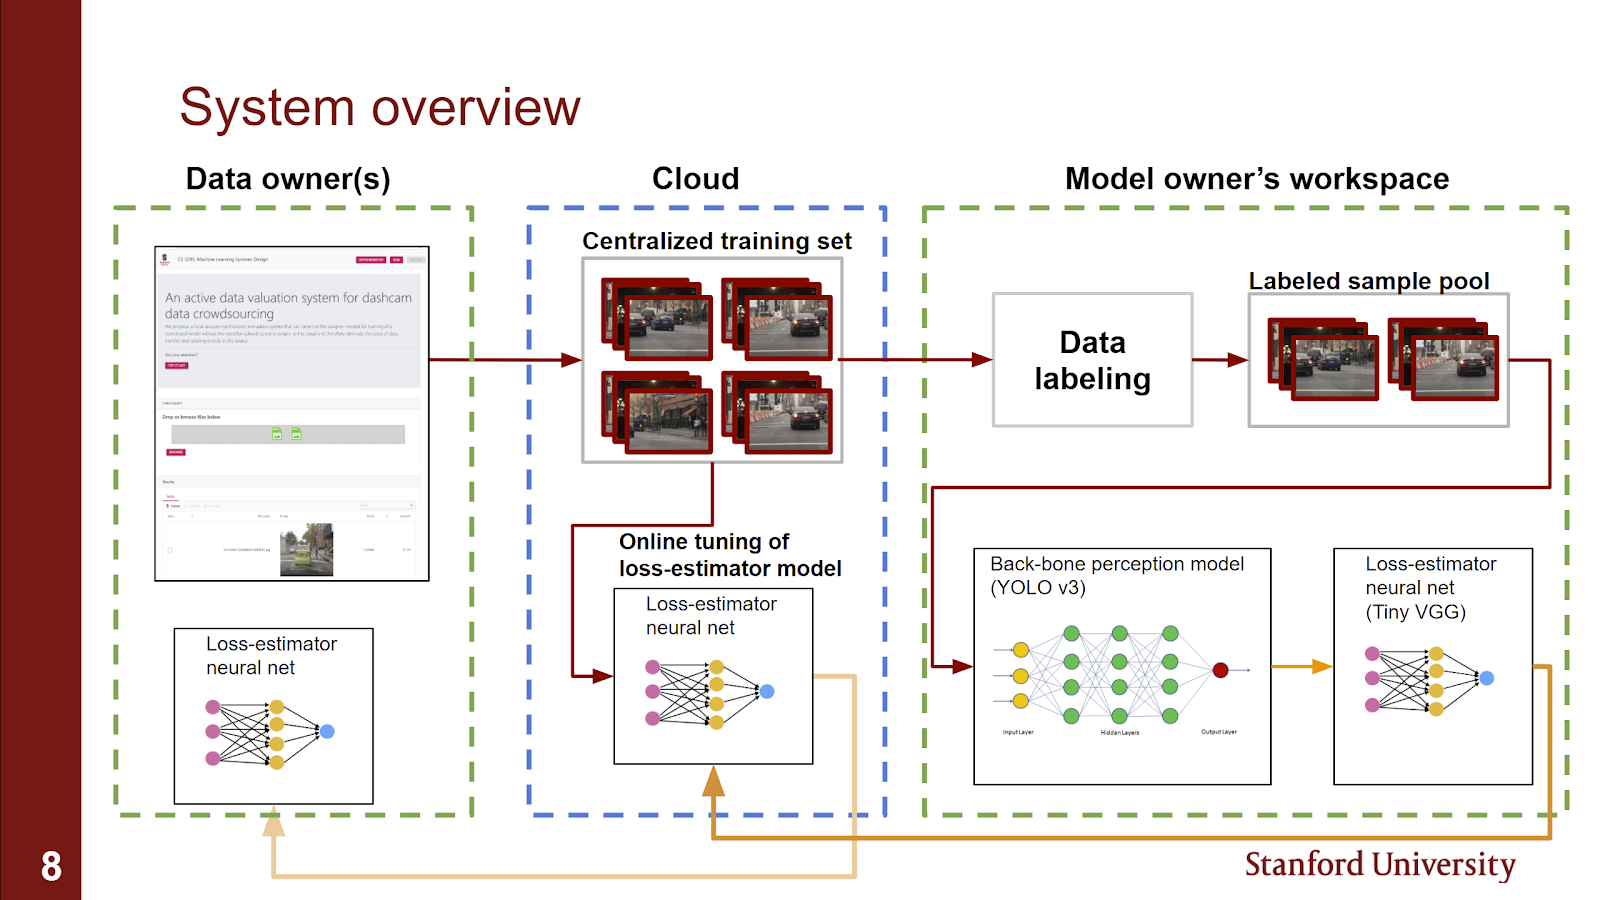 System overview
Data owner(s)
Cloud
Model owner's workspace
CS 329S: Machine Learning Systems Design
An active data valuation system for dashcam
data crowdsourcing
Drop or browse files below
Results
Centralized training set
Data
labeling
Labeled sample pool
Online tuning of
loss-estimator model
Loss-estimator
neural net
Loss-estimator
neural net
Back-bone perception model
(YOLO v3)
Input Layer
Hidden Layers
Output Layer
Loss-estimator
neural net
(Tiny VGG)
8
Stanford University